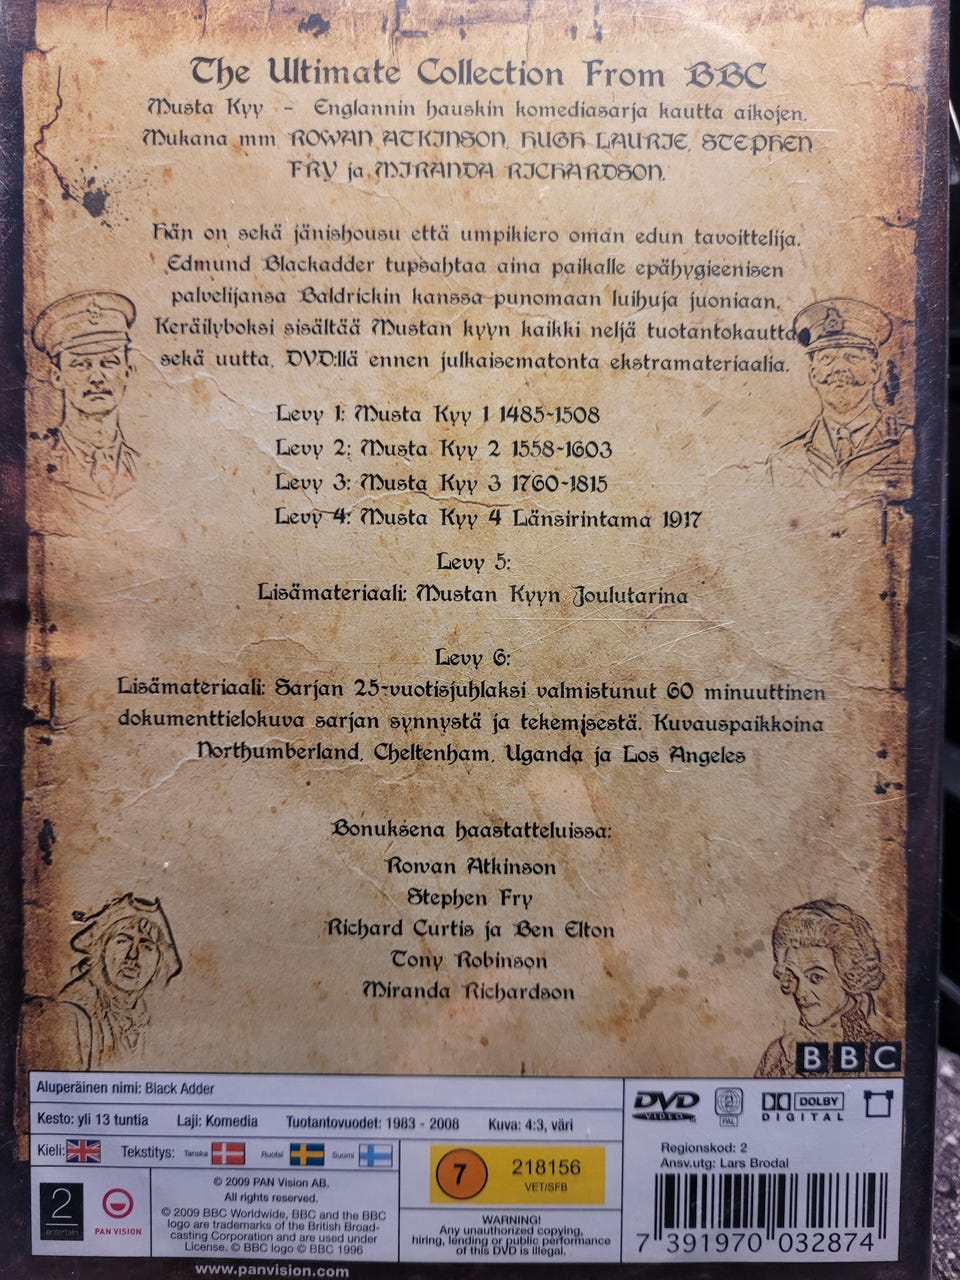 The Ultimate Collection From BBC
Musta Kyy - Englannin hauskin komediasarja kautta aikojen.
Mukana mm ROWAN ATKINSON, HUGH LAURIE, STEPHEN
FRY ja MIRANDA RICHARDSON.
Hän on sekä jänishousu että umpikiero oman edun tavoittelija.
Edmund Blackadder tupsahtaa aina paikalle epähygieenisen
palvelijansa Baldrickin kanssa punomaan luihuja juoniaan.
Keräilyboksi sisältää Mustan kyyn kaikki neljä tuotantokautta
sekä uutta, DVD:llä ennen julkaisematonta ekstramateriaalia.
Levy 1: Musta Kyy 1 1485-1508
Levy 2: Musta Kyy 2 1558-1603
Levy 3: Musta Kyy 3 1760-1815
Levy 4: Musta Kyy 4 Länsirintama 1917
Levy 5:
Lisämateriaali: Mustan Kyyn Joulutarina
Levy 6:
Lisämateriaali: Sarjan 25-vuotisjuhlaksi valmistunut 60 minuuttinen
dokumenttielokuva sarjan synnystä ja tekemisestä. Kuvauspaikkoina
Northumberland, Cheltenham, Uganda ja Los Angeles
Bonuksena haastatteluissa:
Rowan Atkinson
Stephen Fry
Richard Curtis ja Ben Elton
Tony Robinson
Miranda Richardson
BBC
Aluperäinen nimi: Black Adder
Kesto: yli 13 tuntia Laji: Komedia Tuotantovuodet: 1983 - 2008 Kuva: 4:3, väri
Kieli: Tekstitys: Tanska Ruotsi Suomi
2 entertain
PAN VISION
© 2009 PAN Vision AB.
All rights reserved.
© 2009 BBC Worldwide, BBC and the BBC
logo are trademarks of the British Broad-
casting Corporation and are used under
License. © BBC logo © BBC 1996
7 218156
VET/SFB
WARNING!
Any unauthorized copying,
hiring, lending or public performance
of this DVD is illegal.
DVD VIDEO 2 PAL DOLBY DIGITAL
Regionskod: 2
Ansv.utg: Lars Brodal
7 391970 032874
www.panvision.com